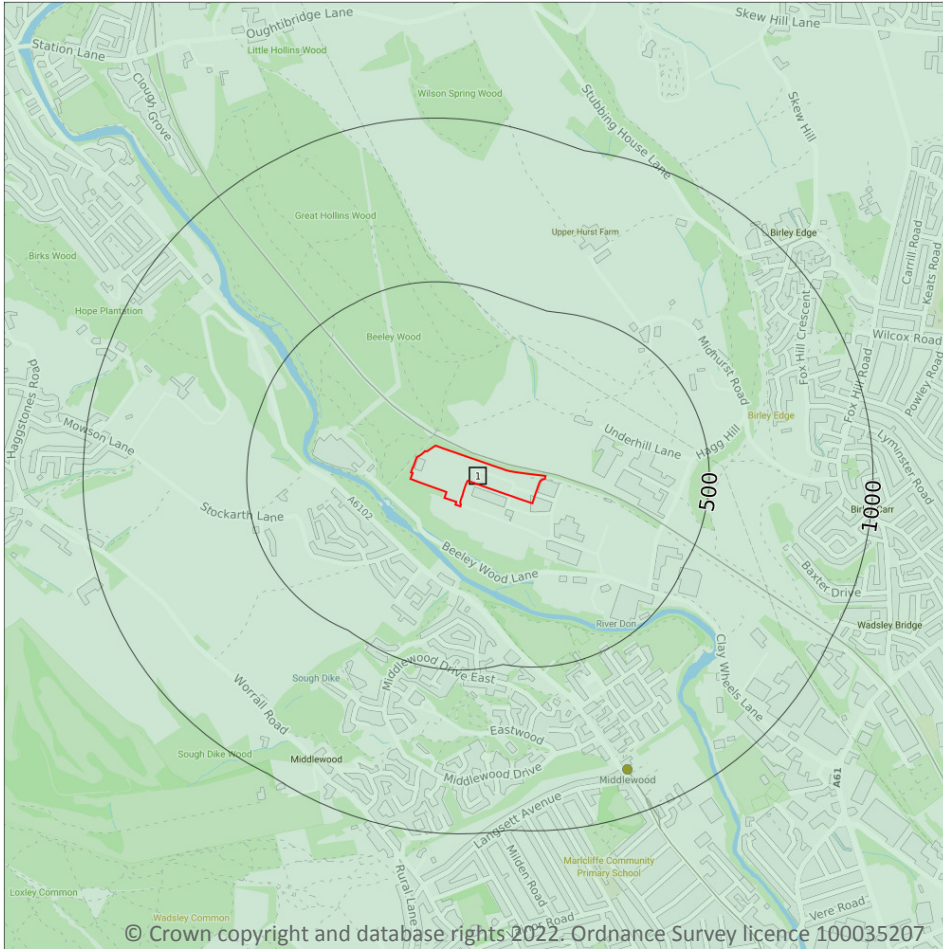 Oughtibridge Lane
Skew Hill Lane
Station Lane
Little Hollins Wood
Clough Grove
Wilson Spring Wood
Stubbing House Lane
Skew Hill
Great Hollins Wood
Upper Hurst Farm
Birley Edge
Carrill Road
Keats Road
Birks Wood
Hope Plantation
Beeley Wood
Midhurst Road
Fox Hill Crescent
Wilcox Road
Fox Hill Road
Powley Road
Haggstones Road
Mowson Lane
Birley Edge
Underhill Lane
Hagg Hill
Lyminster Road
1
500
1000
Stockarth Lane
A6102
Birley Carr
Beeley Wood Lane
Baxter Drive
River Don
Wadsley Bridge
Clay Wheels Lane
Middlewood Drive East
Sough Dike
Worrall Road
Eastwood
Sough Dike Wood
Middlewood
Middlewood Drive
Middlewood
A61
Langsett Avenue
Marlcliffe Community
Primary School
Milden Road
Rural Lane
Loxley Common
Wadsley Common
Road
Vere Road
© Crown copyright and database rights 2022. Ordnance Survey licence 100035207